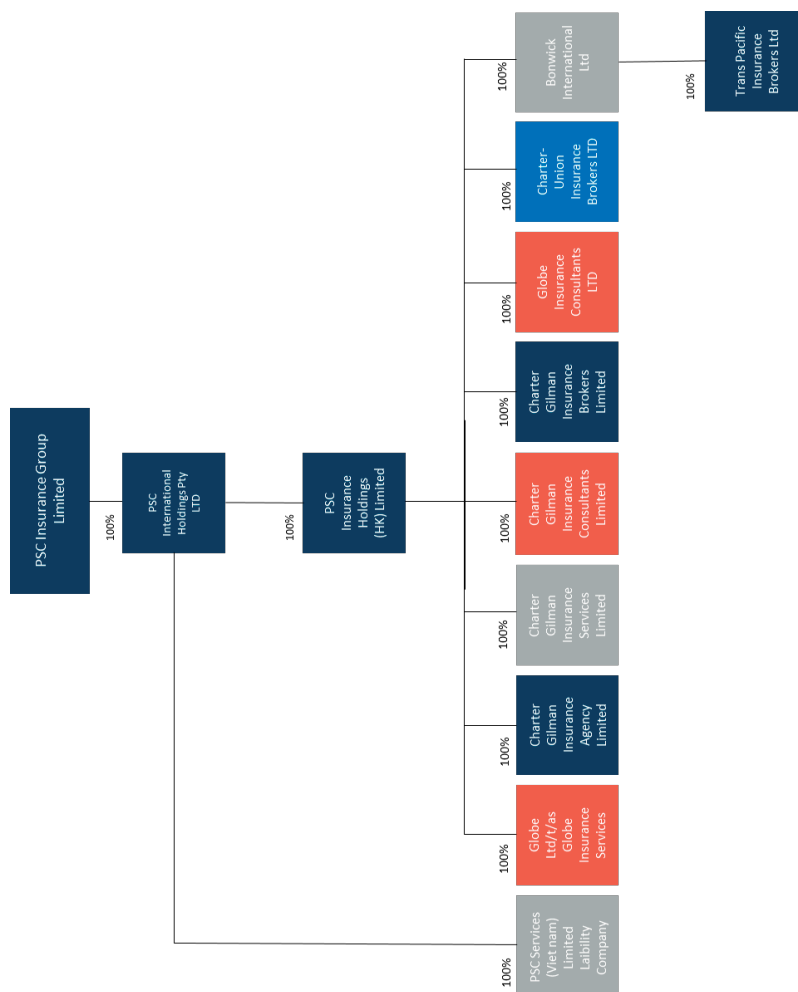 PSC Insurance Group
Limited
100%
PSC
International
Holdings Pty
LTD
100%
PSC
Insurance
Holdings
(HK) Limited
100%
PSC Services
(Viet nam)
Limited
Laibility
Company
100%
Globe
Ltd/t/as
Globe
Insurance
Services
100%
Charter
Gilman
Insurance
Agency
Limited
100%
Charter
Gilman
Insurance
Services
Limited
100%
Charter
Gilman
Insurance
Consultants
Limited
100%
Charter
Gilman
Insurance
Brokers
Limited
100%
Globe
Insurance
Consultants
LTD
100%
Charter-
Union
Insurance
Brokers LTD
100%
Bonwick
International
Ltd
100%
Trans Pacific
Insurance
Brokers Ltd